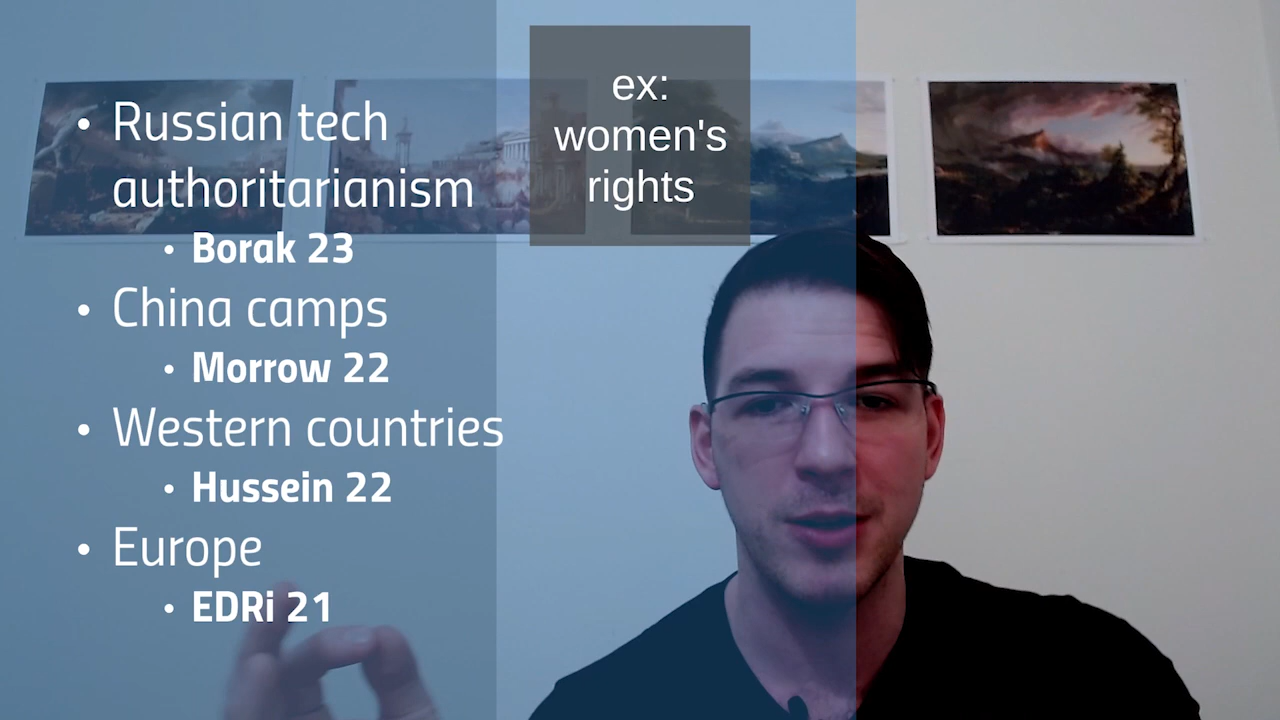 • Russian tech
authoritarianism
• Borak 23
• China camps
• Morrow 22
• Western countries
• Hussein 22
• Europe
• EDRi 21
ex:
women's
rights